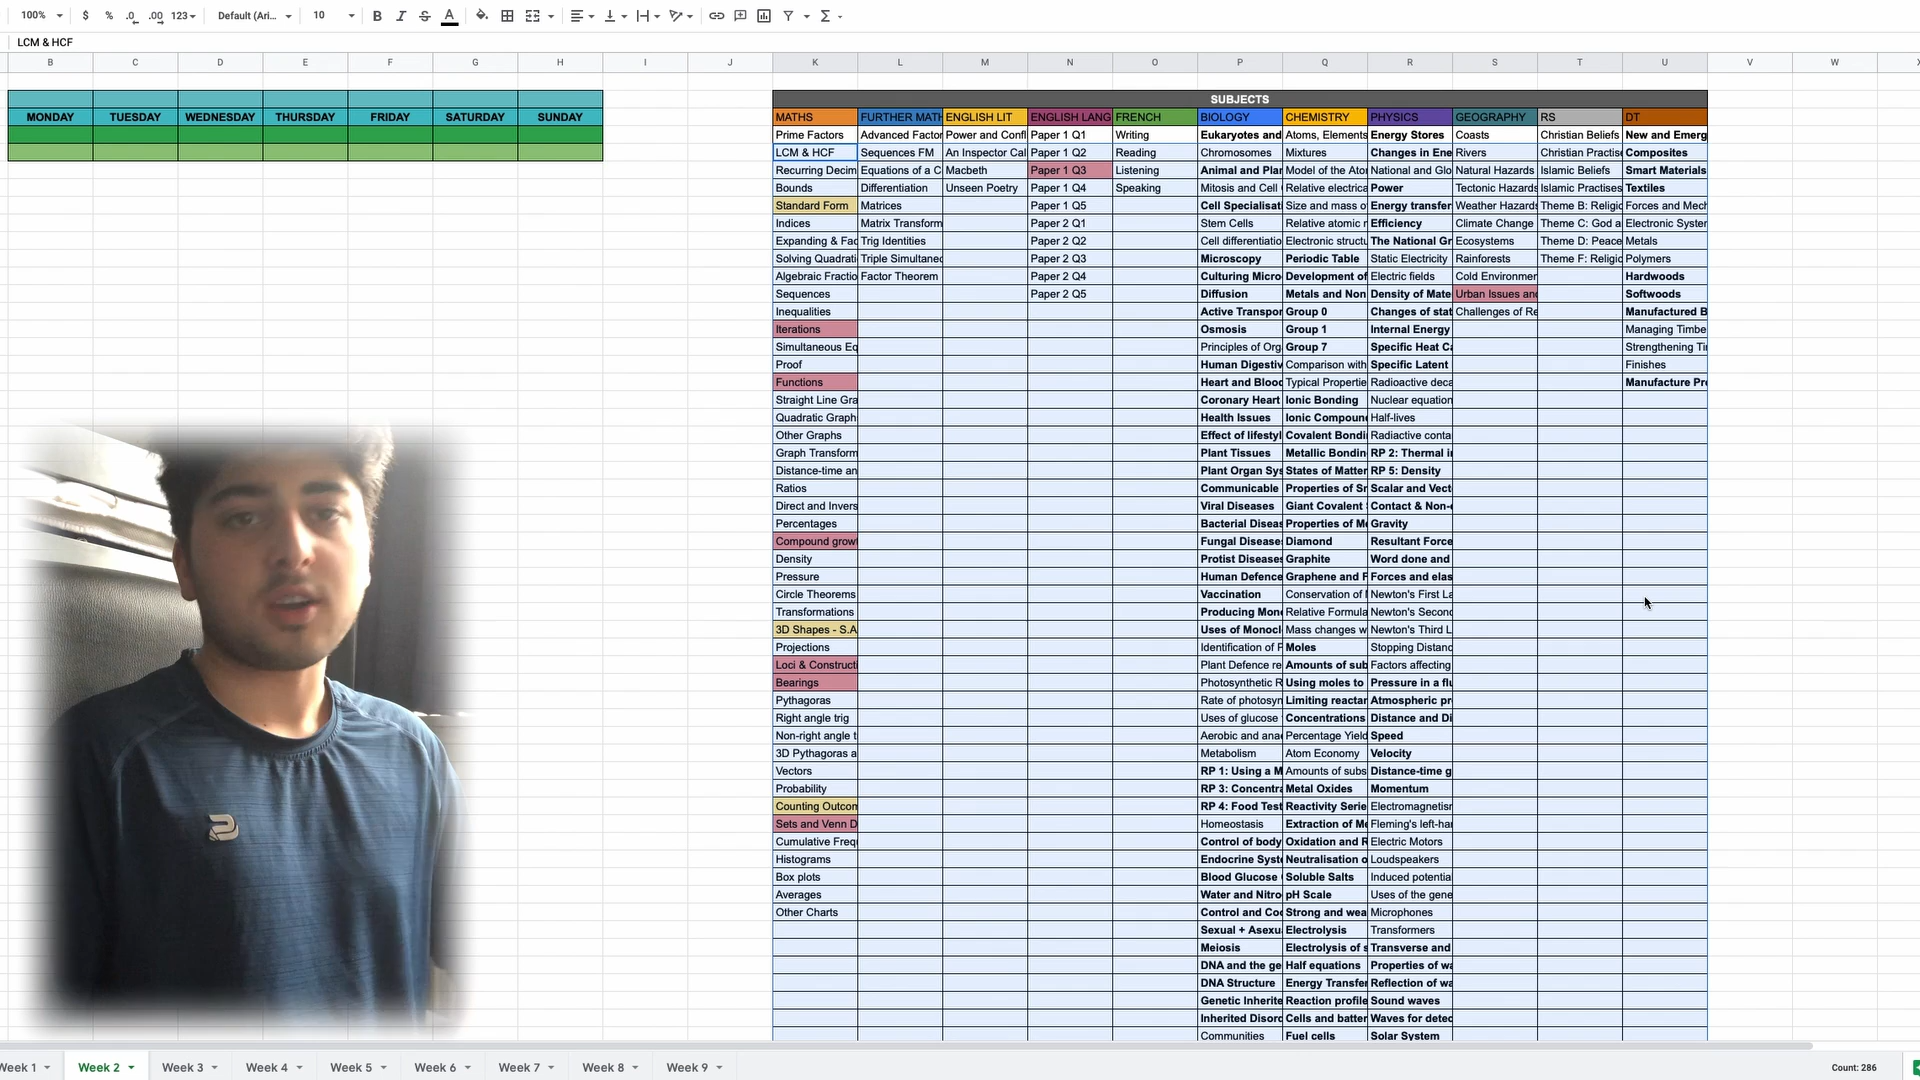 100% $ % .0 .00 123 Default (Ari... 10 B I S A
LCM & HCF
B C D E F G H I J K L M N O P Q R S T U V W
SUBJECTS
MONDAY TUESDAY WEDNESDAY THURSDAY FRIDAY SATURDAY SUNDAY MATHS FURTHER MATH ENGLISH LIT ENGLISH LANG FRENCH BIOLOGY CHEMISTRY PHYSICS GEOGRAPHY RS DT
Prime Factors Advanced Factor Power and Confl Paper 1 Q1 Writing Eukaryotes and Atoms, Elements Energy Stores Coasts Christian Beliefs New and Emerg
LCM & HCF Sequences FM An Inspector Cal Paper 1 Q2 Reading Chromosomes Mixtures Changes in Ene Rivers Christian Practise Composites
Recurring Decim Equations of a C Macbeth Paper 1 Q3 Listening Animal and Plan Model of the Ato National and Glo Natural Hazards Islamic Beliefs Smart Materials
Bounds Differentiation Unseen Poetry Paper 1 Q4 Speaking Mitosis and Cell Relative electrica Power Tectonic Hazards Islamic Practises Textiles
Standard Form Matrices Paper 1 Q5 Cell Specialisati Size and mass o Energy transfer Weather Hazards Theme B: Religio Forces and Mech
Indices Matrix Transform Paper 2 Q1 Stem Cells Relative atomic Efficiency Climate Change Theme C: God a Electronic System
Expanding & Fac Trig Identities Paper 2 Q2 Cell differentiatio Electronic structu The National Gr Ecosystems Theme D: Peace Metals
Solving Quadrati Triple Simultaneo Paper 2 Q3 Microscopy Periodic Table Static Electricity Rainforests Theme F: Religio Polymers
Algebraic Fractio Factor Theorem Paper 2 Q4 Culturing Micro Development of Electric fields Cold Environmen Hardwoods
Sequences Paper 2 Q5 Diffusion Metals and Non Density of Mate Urban Issues and Softwoods
Inequalities Active Transpor Group 0 Changes of stat Challenges of Re Manufactured B
Iterations Osmosis Group 1 Internal Energy Managing Timbe
Simultaneous Eq Principles of Org Group 7 Specific Heat Ca Strengthening Ti
Proof Human Digestiv Comparison with Specific Latent Finishes
Functions Heart and Blood Typical Propertie Radioactive deca Manufacture Pro
Straight Line Gra Coronary Heart Ionic Bonding Nuclear equation
Quadratic Graph Health Issues Ionic Compoun Half-lives
Other Graphs Effect of lifestyl Covalent Bondi Radiactive conta
Graph Transform Plant Tissues Metallic Bondin RP 2: Thermal i
Distance-time an Plant Organ Sys States of Matter RP 5: Density
Ratios Communicable Properties of Sm Scalar and Vect
Direct and Invers Viral Diseases Giant Covalent Contact & Non-
Percentages Bacterial Diseas Properties of Me Gravity
Compound grow Fungal Diseases Diamond Resultant Force
Density Protist Diseases Graphite Word done and
Pressure Human Defence Graphene and F Forces and elas
Circle Theorems Vaccination Conservation of Newton's First La
Transformations Producing Mono Relative Formula Newton's Second
3D Shapes - S.A Uses of Monocl Mass changes w Newton's Third L
Projections Identification of P Moles Stopping Distanc
Loci & Constructi Plant Defence re Amounts of sub Factors affecting
Bearings Photosynthetic R Using moles to Pressure in a flu
Pythagoras Rate of photosyn Limiting reactan Atmospheric pr
Right angle trig Uses of glucose Concentrations Distance and Di
Non-right angle t Aerobic and ana Percentage Yield Speed
3D Pythagoras a Metabolism Atom Economy Velocity
Vectors RP 1: Using a M Amounts of subs Distance-time g
Probability RP 3: Concentra Metal Oxides Momentum
Counting Outcom RP 4: Food Test Reactivity Serie Electromagnetism
Sets and Venn D Homeostasis Extraction of Me Fleming's left-ha
Cumulative Freq Control of body Oxidation and R Electric Motors
Histograms Endocrine Syst Neutralisation o Loudspeakers
Box plots Blood Glucose Soluble Salts Induced potentia
Averages Water and Nitro pH Scale Uses of the gene
Other Charts Control and Co Strong and wea Microphones
Sexual + Asexu Electrolysis Transformers
Meiosis Electrolysis of s Transverse and
DNA and the ge Half equations Properties of wa
DNA Structure Energy Transfer Reflection of wa
Genetic Inherite Reaction profile Sound waves
Inherited Disord Cells and batter Waves for detec
Communities Fuel cells Solar System
Week 1 Week 2 Week 3 Week 4 Week 5 Week 6 Week 7 Week 8 Week 9 Count: 286